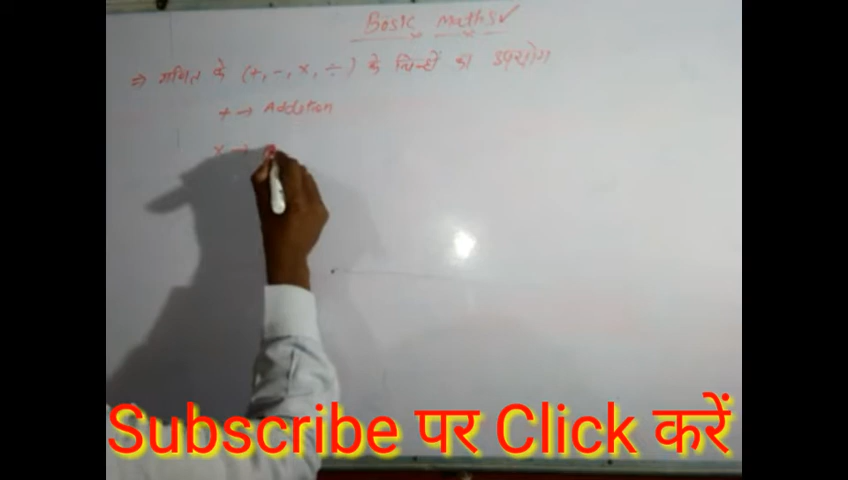 Basic Maths✓
⇒ गणित के (+, -, x, ÷) के चिन्हों का उपयोग
+ → Addition
x →
Subscribe पर Click करें